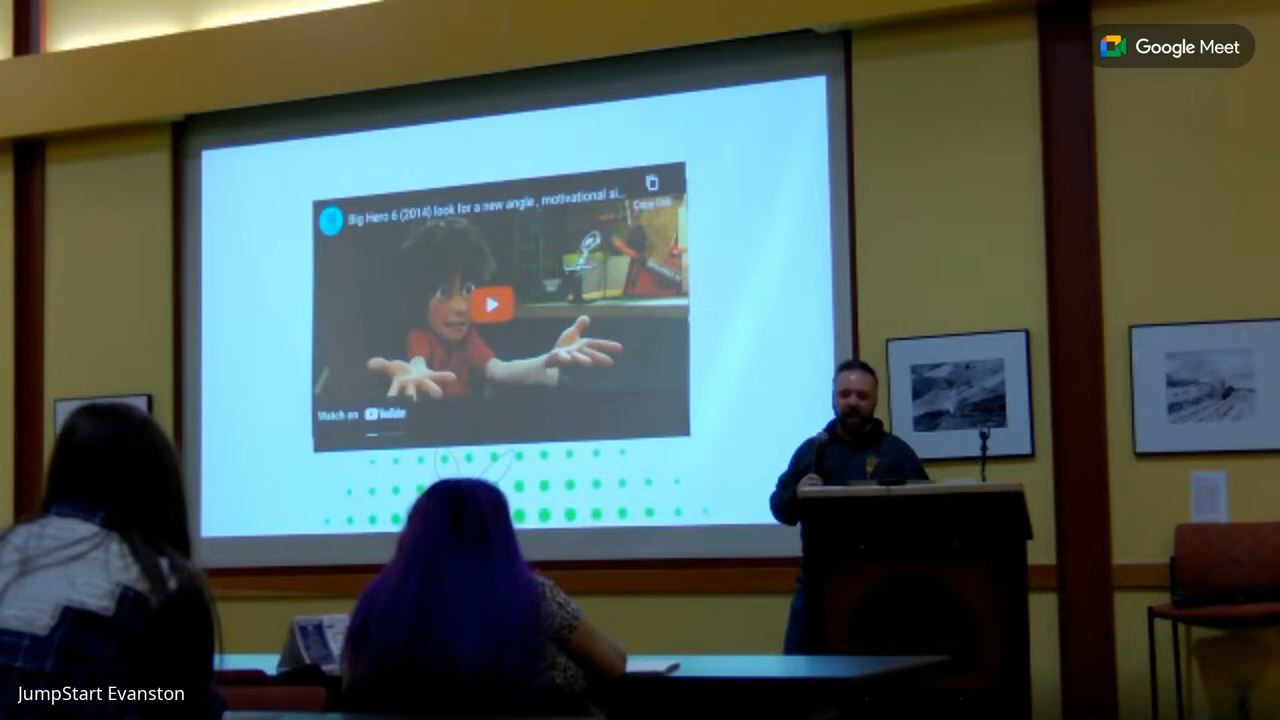 Google Meet
Big Hero 6 (2014) look for a new angle , motivational si...
Copy link
Watch on YouTube
JumpStart Evanston